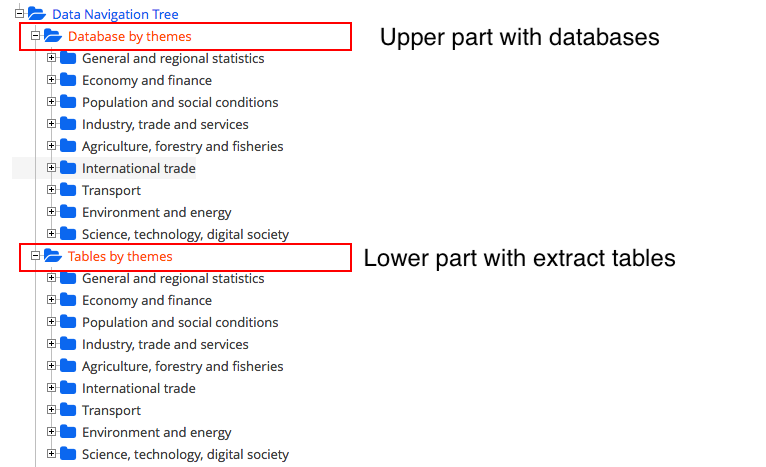 Data Navigation Tree
Database by themes
Upper part with databases
General and regional statistics
Economy and finance
Population and social conditions
Industry, trade and services
Agriculture, forestry and fisheries
International trade
Transport
Environment and energy
Science, technology, digital society
Tables by themes
Lower part with extract tables
General and regional statistics
Economy and finance
Population and social conditions
Industry, trade and services
Agriculture, forestry and fisheries
International trade
Transport
Environment and energy
Science, technology, digital society